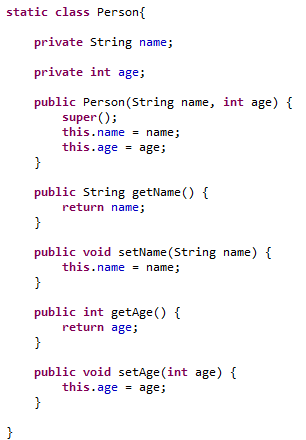 static class Person{
private String name;
private int age;
public Person(String name, int age) {
super();
this.name = name;
this.age = age;
}
public String getName() {
return name;
}
public void setName(String name) {
this.name = name;
}
public int getAge() {
return age;
}
public void setAge(int age) {
this.age = age;
}
}